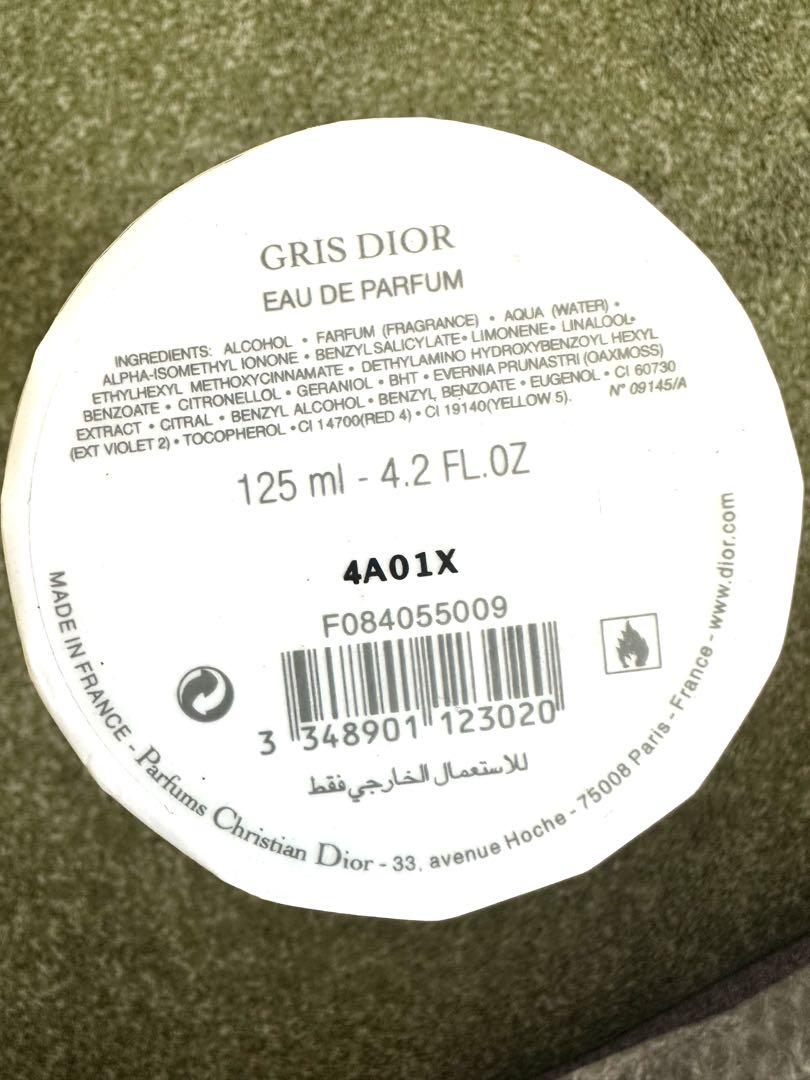 GRIS DIOR
EAU DE PARFUM
INGREDIENTS: ALCOHOL • FARFUM (FRAGRANCE) • AQUA (WATER) •
ALPHA-ISOMETHYL IONONE • BENZYL SALICYLATE • LIMONENE • LINALOOL •
ETHYLHEXYL METHOXYCINNAMATE • DETHYLAMINO HYDROXYBENZOYL HEXYL
BENZOATE • CITRONELLOL • GERANIOL • BHT • EVERNIA PRUNASTRI (OAXMOSS)
EXTRACT • CITRAL • BENZYL ALCOHOL • BENZYL BENZOATE • EUGENOL • CI 60730
(EXT VIOLET 2) • TOCOPHEROL • CI 14700(RED 4) • CI 19140(YELLOW 5). N° 09145/A
125 ml - 4.2 FL.OZ
4A01X
F084055009
3 348901 123020
للاستعمال الخارجي فقط
MADE IN FRANCE - Parfums Christian Dior - 33, avenue Hoche - 75008 Paris - France - www.dior.com